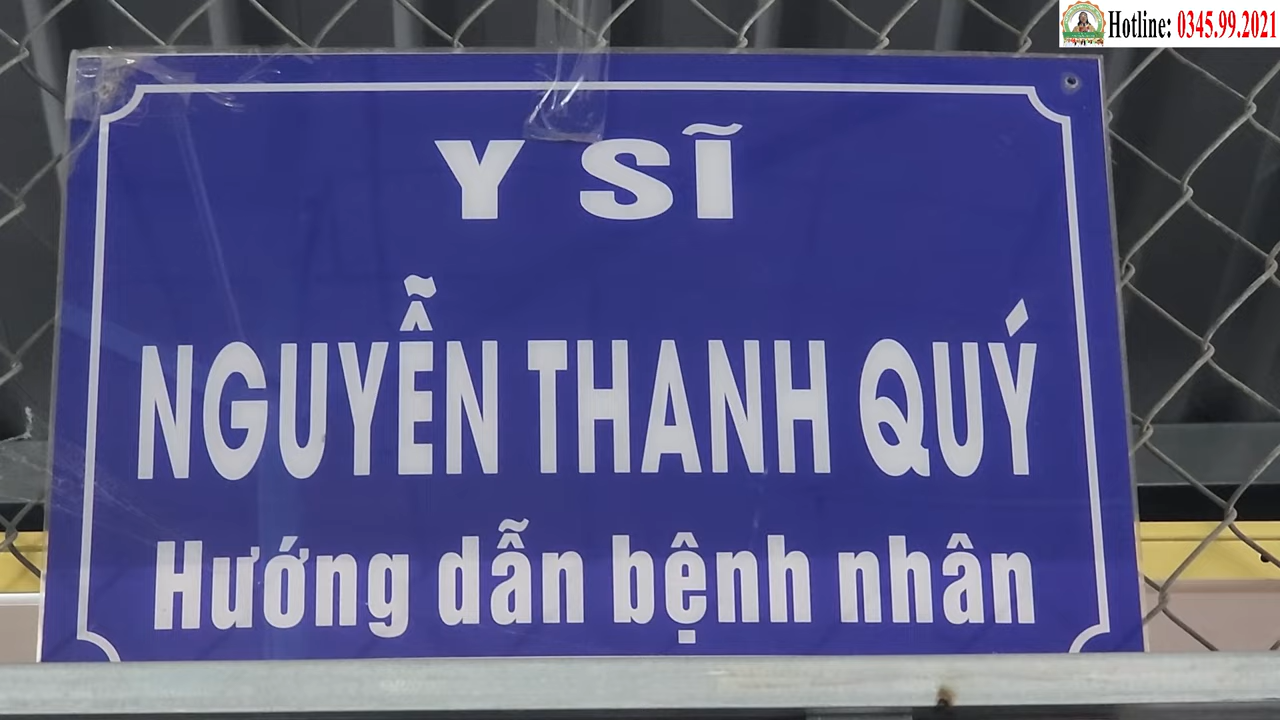 Hotline: 0345.99.2021
Y SĨ
NGUYỄN THANH QUÝ
Hướng dẫn bệnh nhân